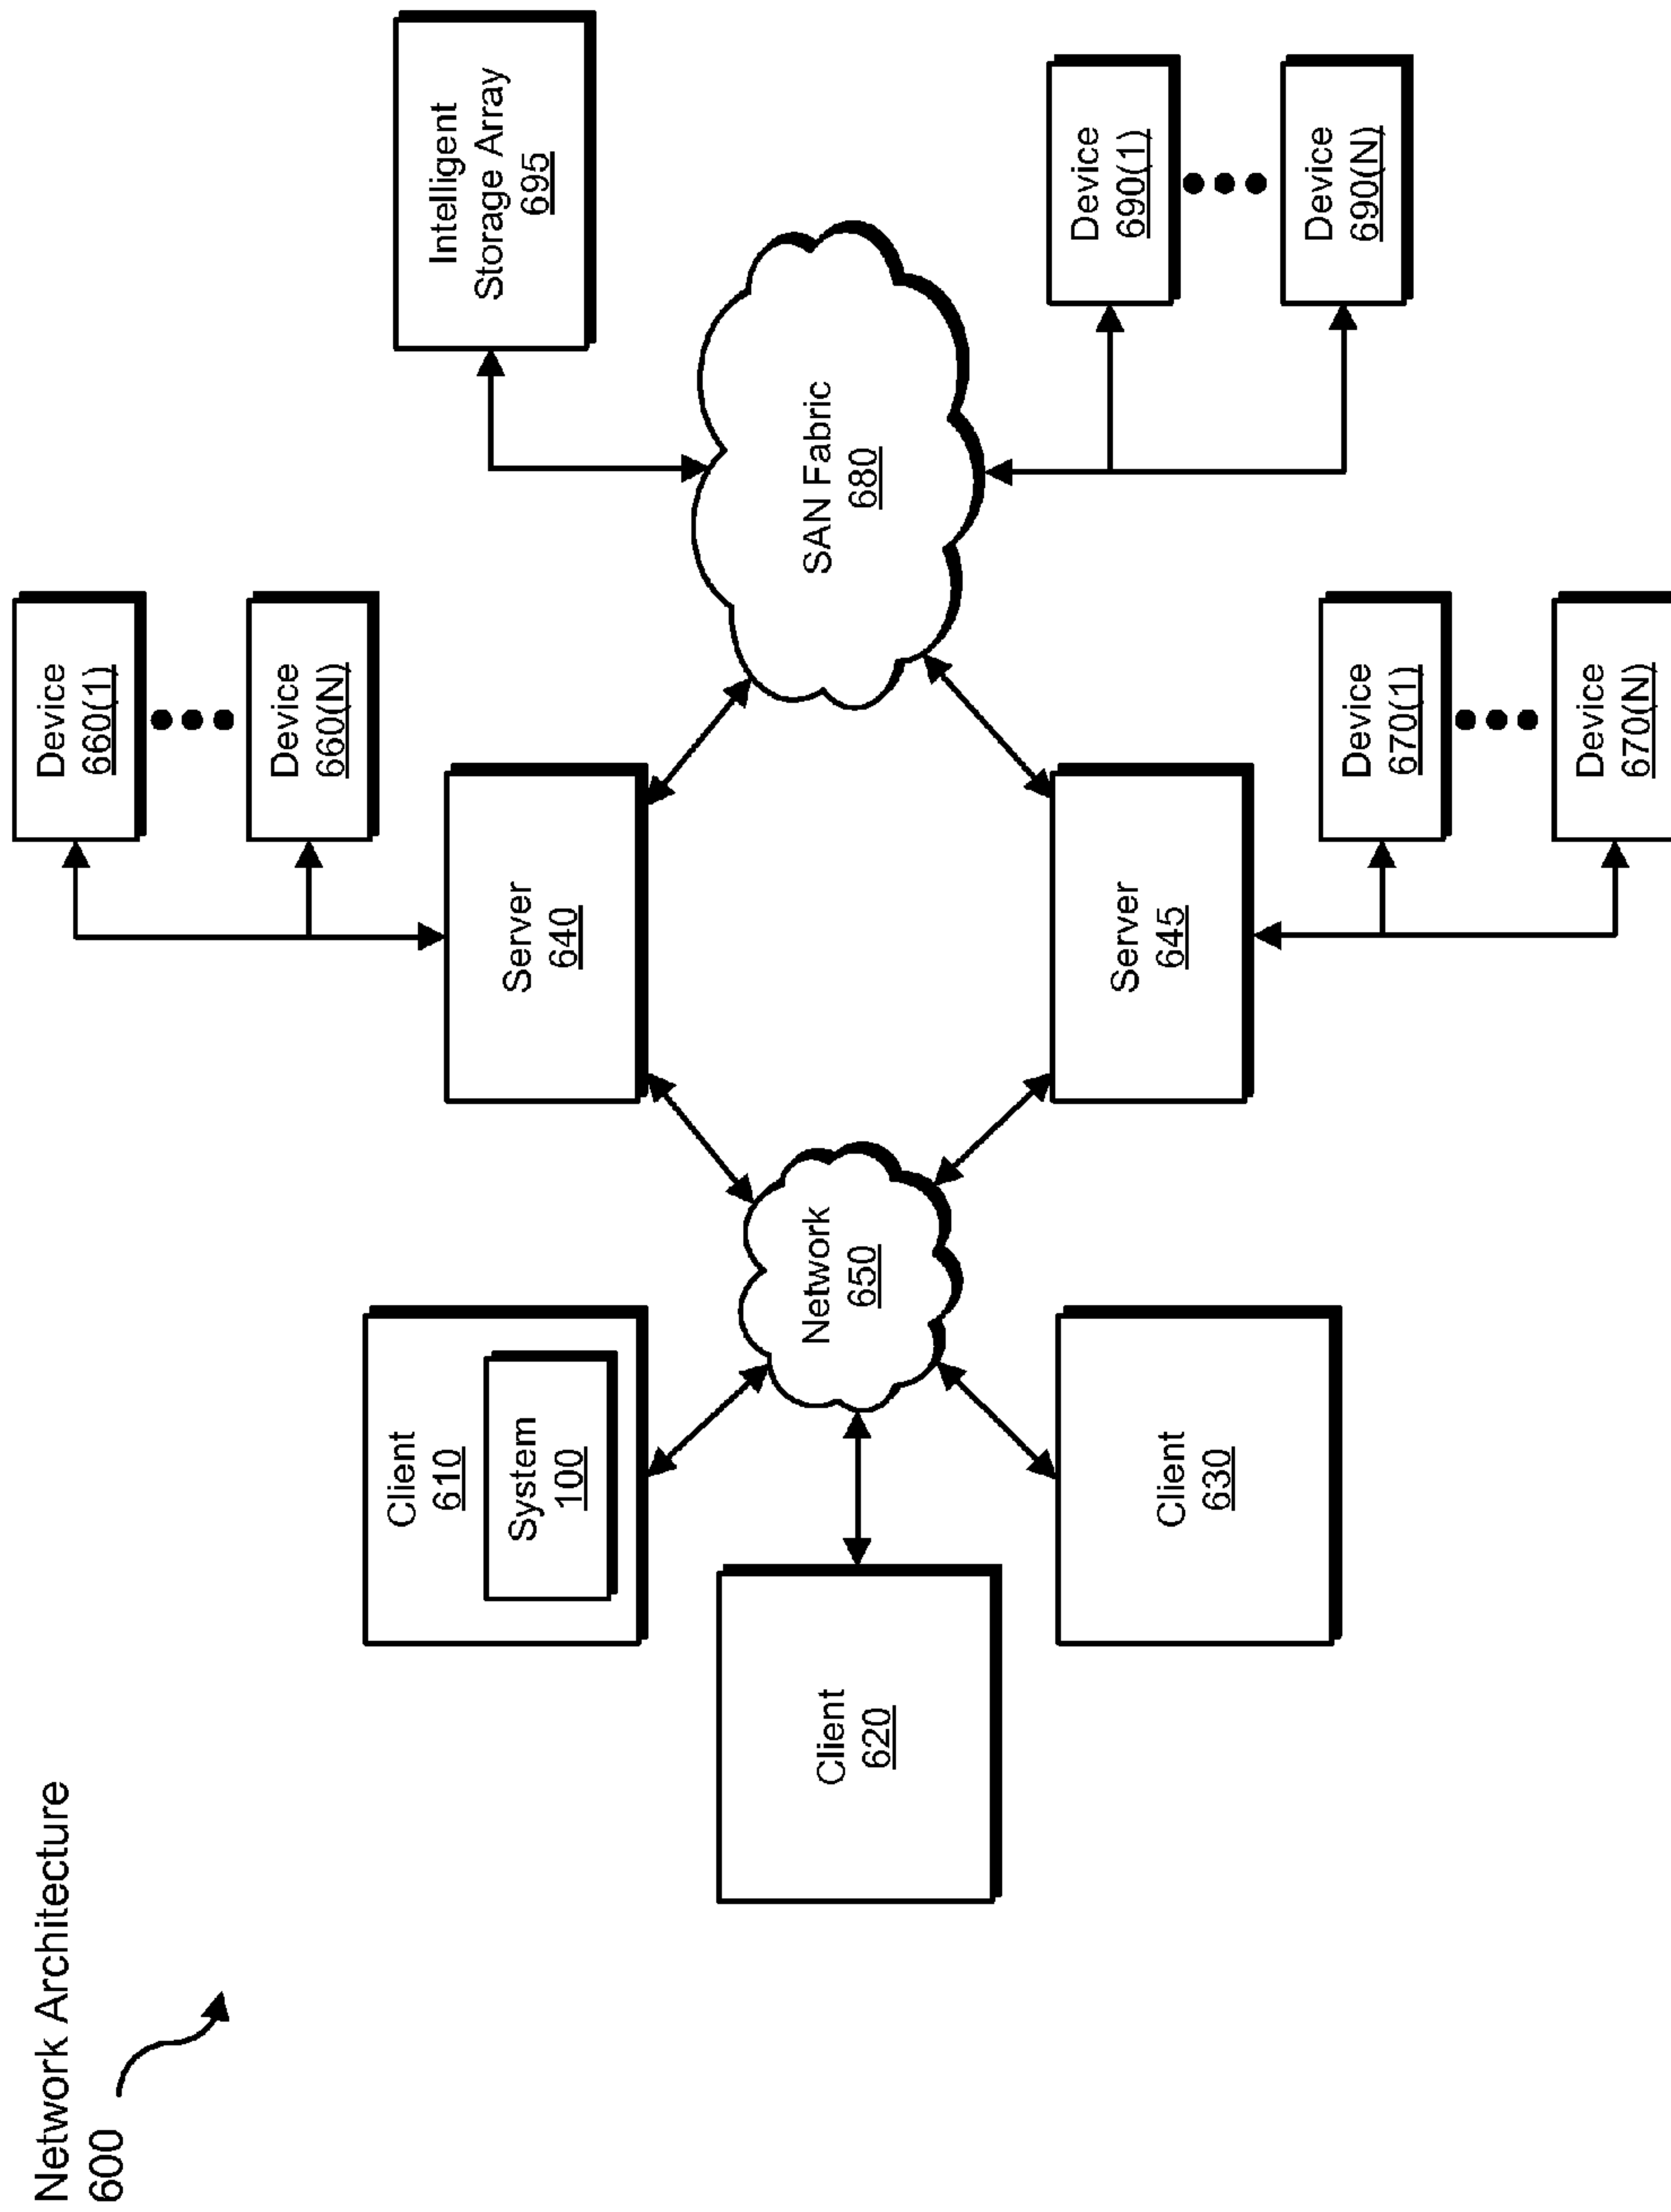 Network Architecture
600
Client
610
System
100
Client
620
Client
630
Network
650
Server
640
Server
645
Device
660(1)
Device
660(N)
Device
670(1)
Device
670(N)
SAN Fabric
680
Intelligent
Storage Array
695
Device
690(1)
Device
690(N)